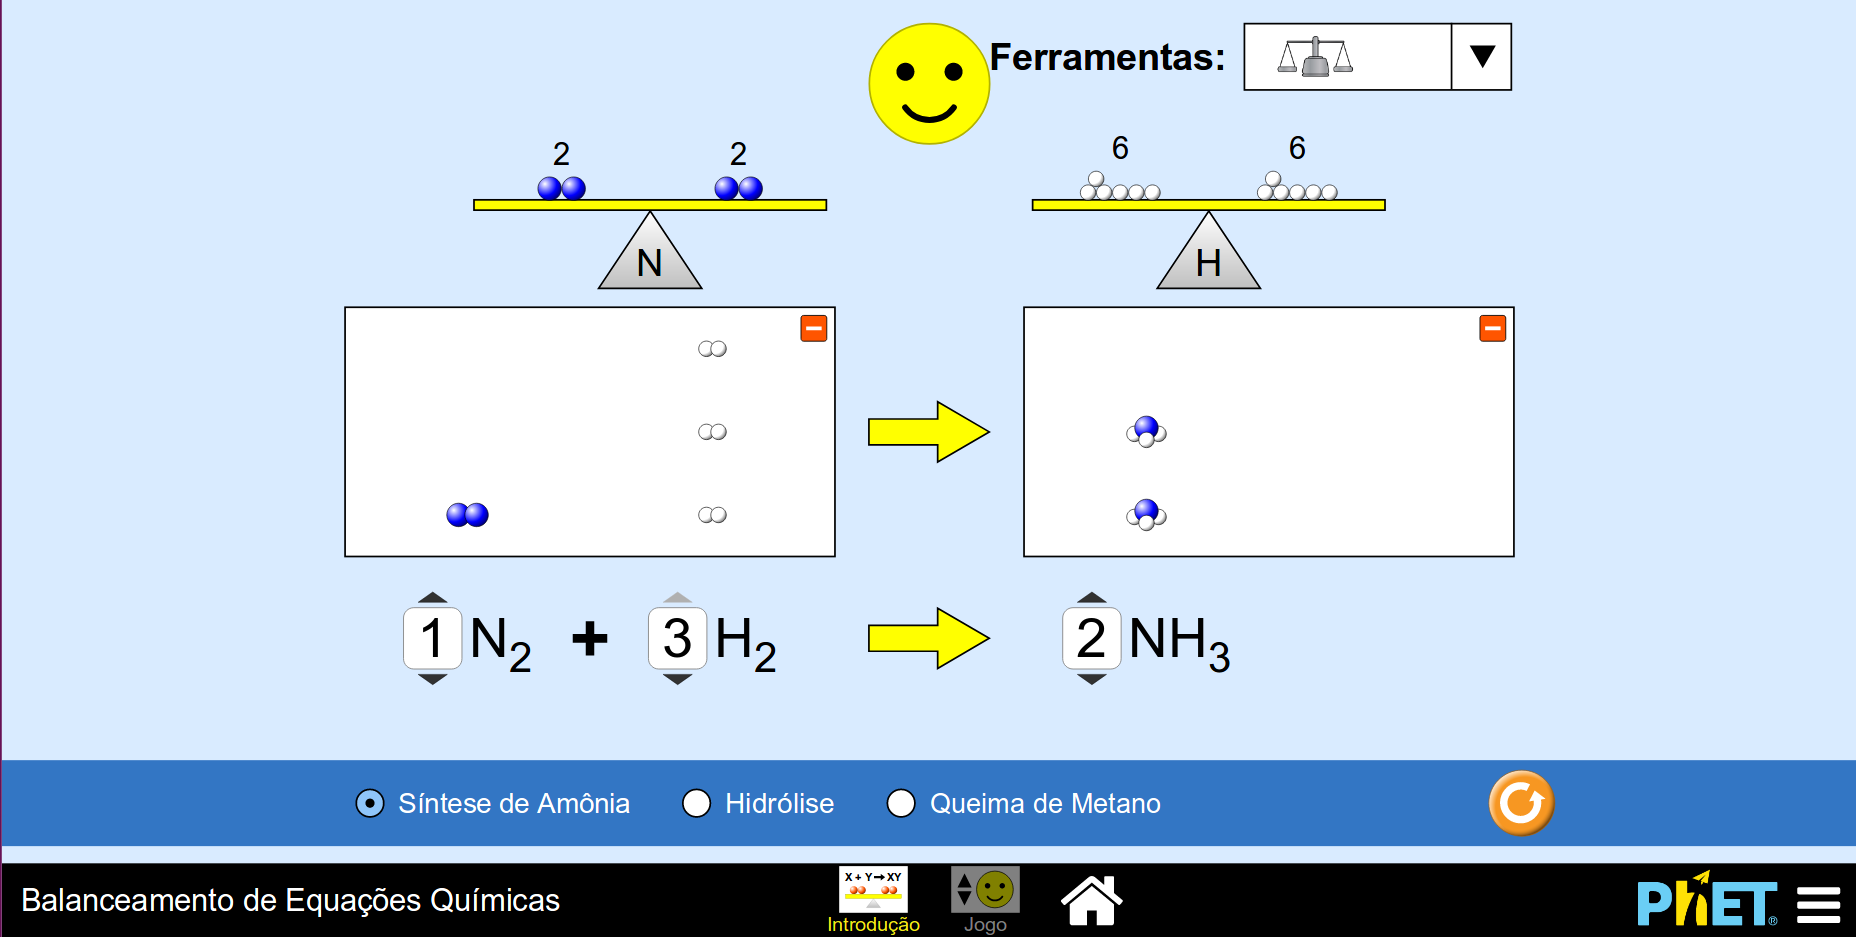 Ferramentas:
2 2 6 6
N H
1 N₂ + 3 H₂ 2 NH₃
Síntese de Amônia Hidrólise Queima de Metano
Balanceamento de Equações Químicas
X + Y → XY
Introdução Jogo
PhET®